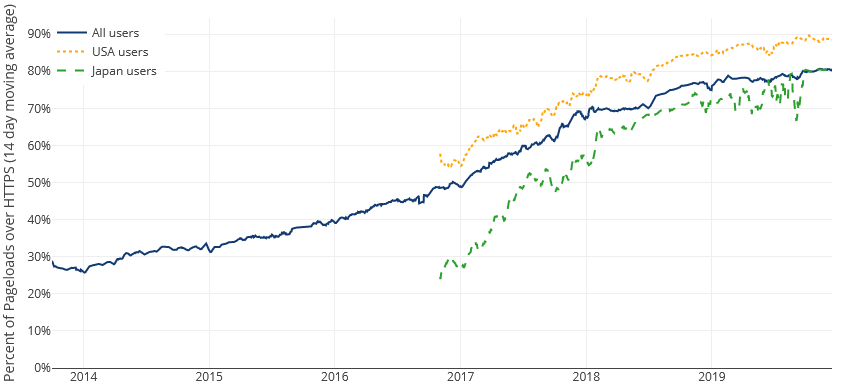 Percent of Pageloads over HTTPS (14 day moving average)
90%
80%
70%
60%
50%
40%
30%
20%
10%
0%
All users
USA users
Japan users
2014 2015 2016 2017 2018 2019